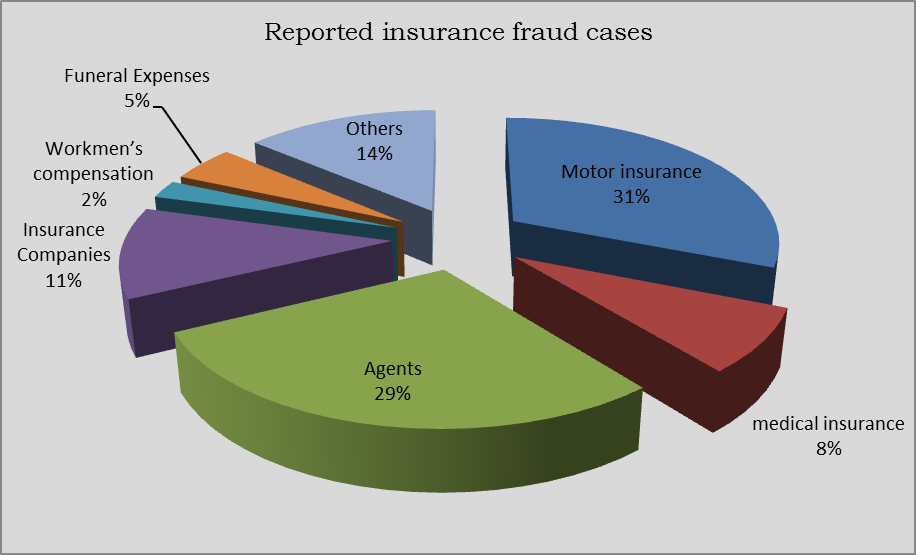 Reported insurance fraud cases
Funeral Expenses
5%
Others
14%
Motor insurance
31%
Workmen's
compensation
2%
Insurance
Companies
11%
Agents
29%
medical insurance
8%